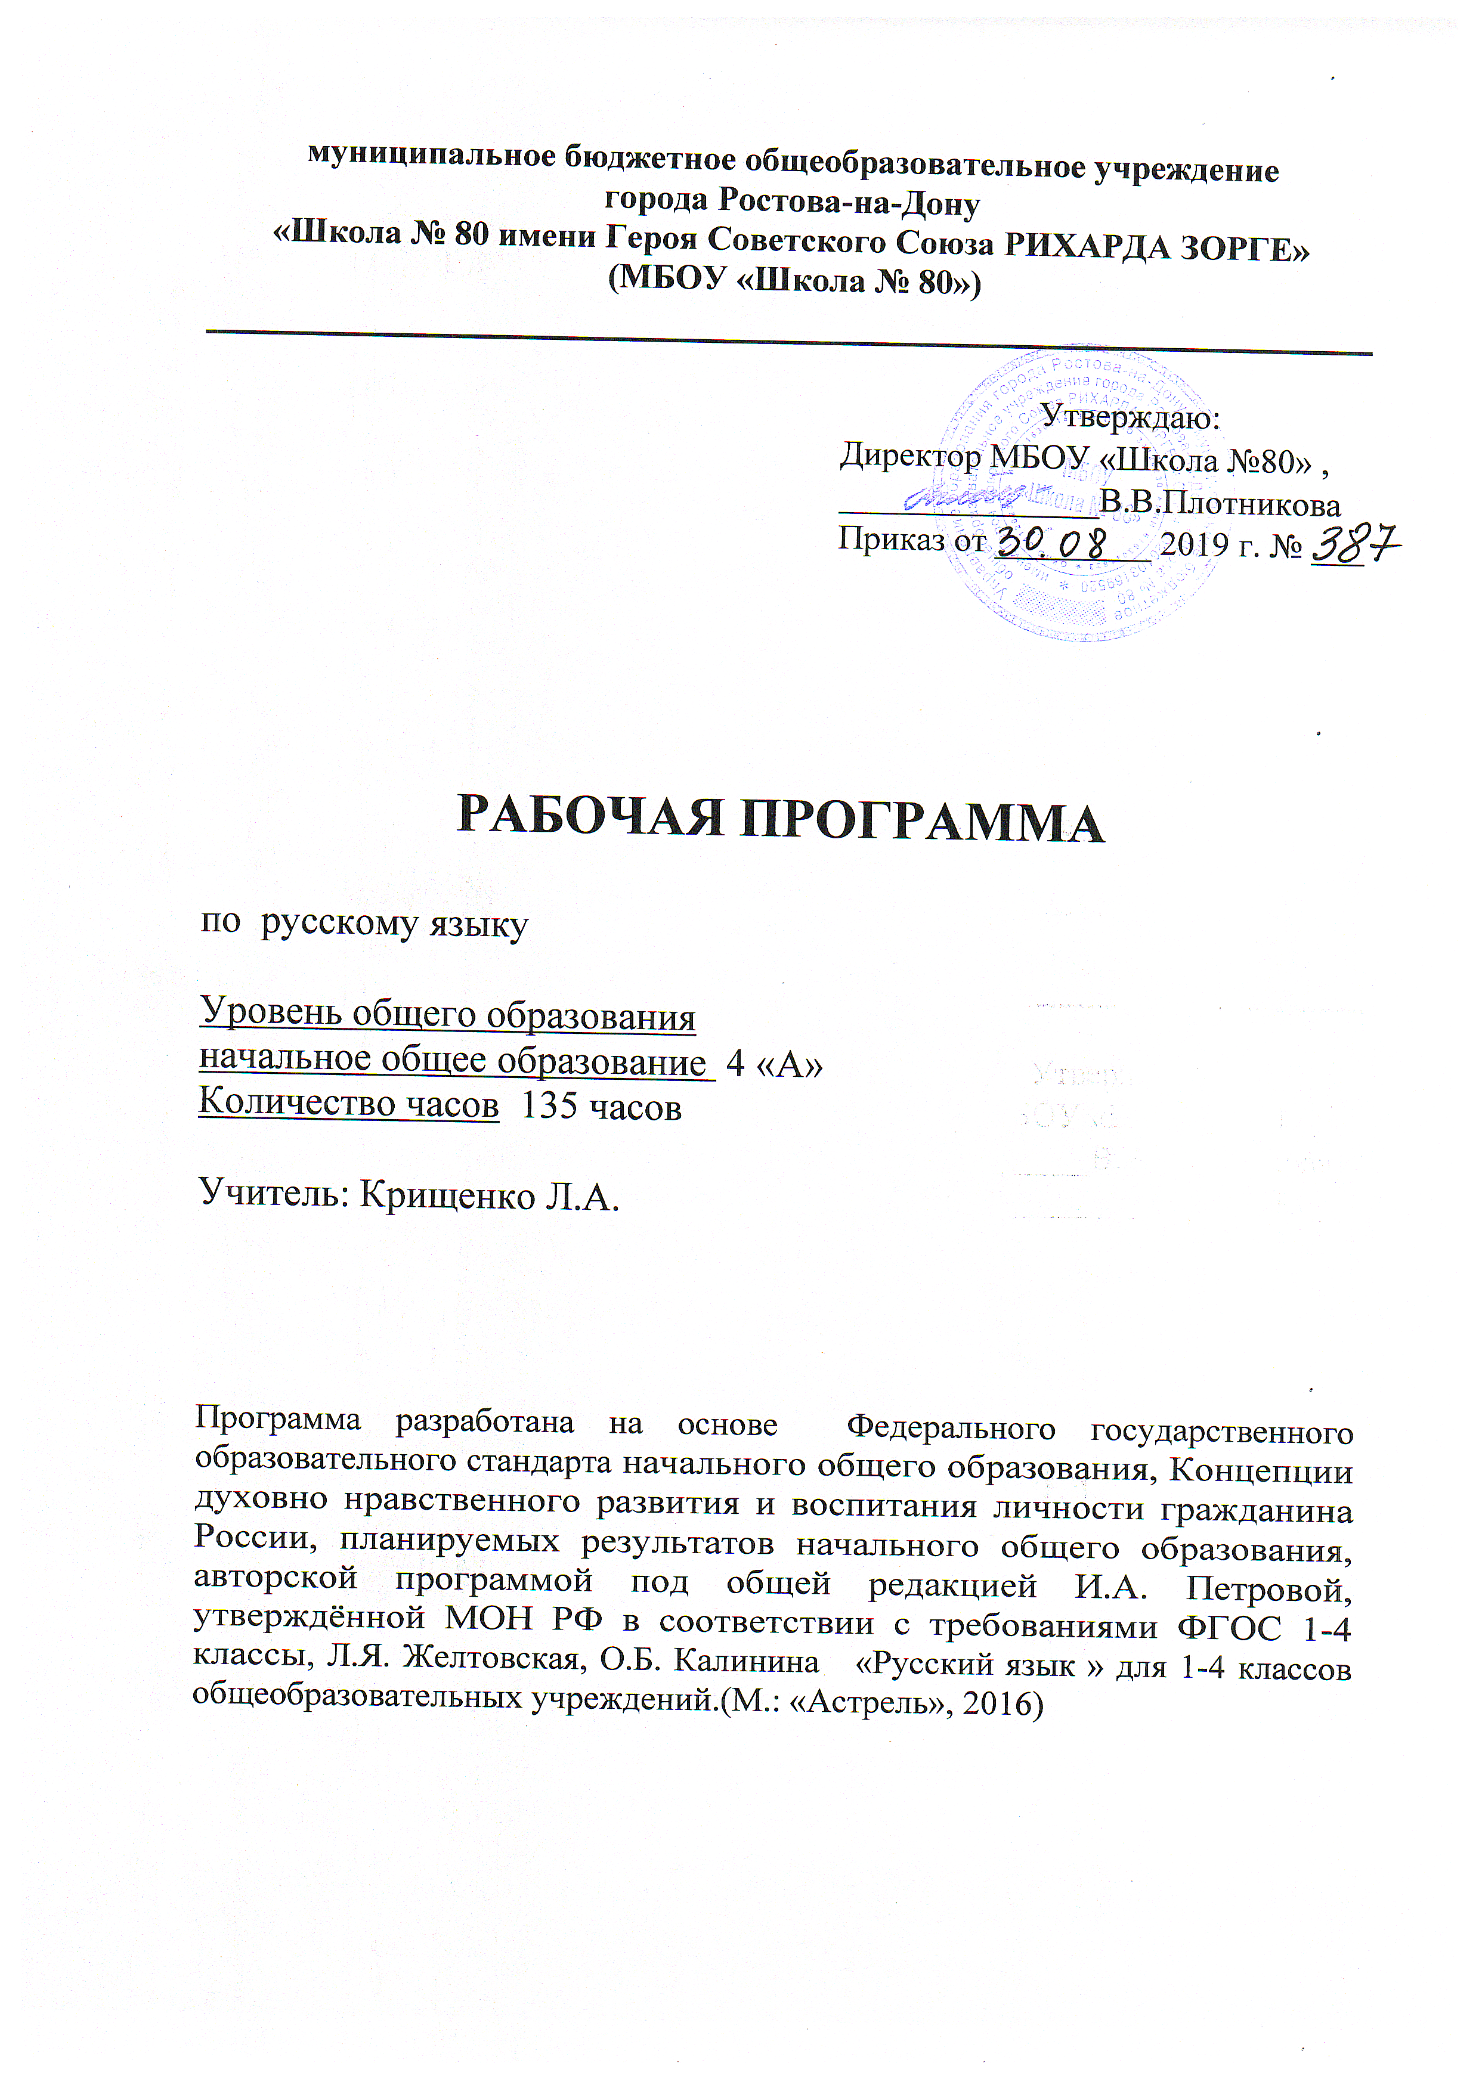 муниципальное бюджетное общеобразовательное учреждение
города Ростова-на-Дону
«Школа № 80 имени Героя Советского Союза РИХАРДА ЗОРГЕ»
(МБОУ «Школа № 80»)
Утверждаю:
Директор МБОУ «Школа №80» ,
В.В.Плотникова
Приказ от 30.08 2019 г. № 387
РАБОЧАЯ ПРОГРАММА
по русскому языку
Уровень общего образования
начальное общее образование 4 «А»
Количество часов 135 часов
Учитель: Крищенко Л.А.
Программа разработана на основе Федерального государственного
образовательного стандарта начального общего образования, Концепции
духовно нравственного развития и воспитания личности гражданина
России, планируемых результатов начального общего образования,
авторской программой под общей редакцией И.А. Петровой,
утверждённой МОН РФ в соответствии с требованиями ФГОС 1-4
классы, Л.Я. Желтовская, О.Б. Калинина «Русский язык » для 1-4 классов
общеобразовательных учреждений.(М.: «Астрель», 2016)